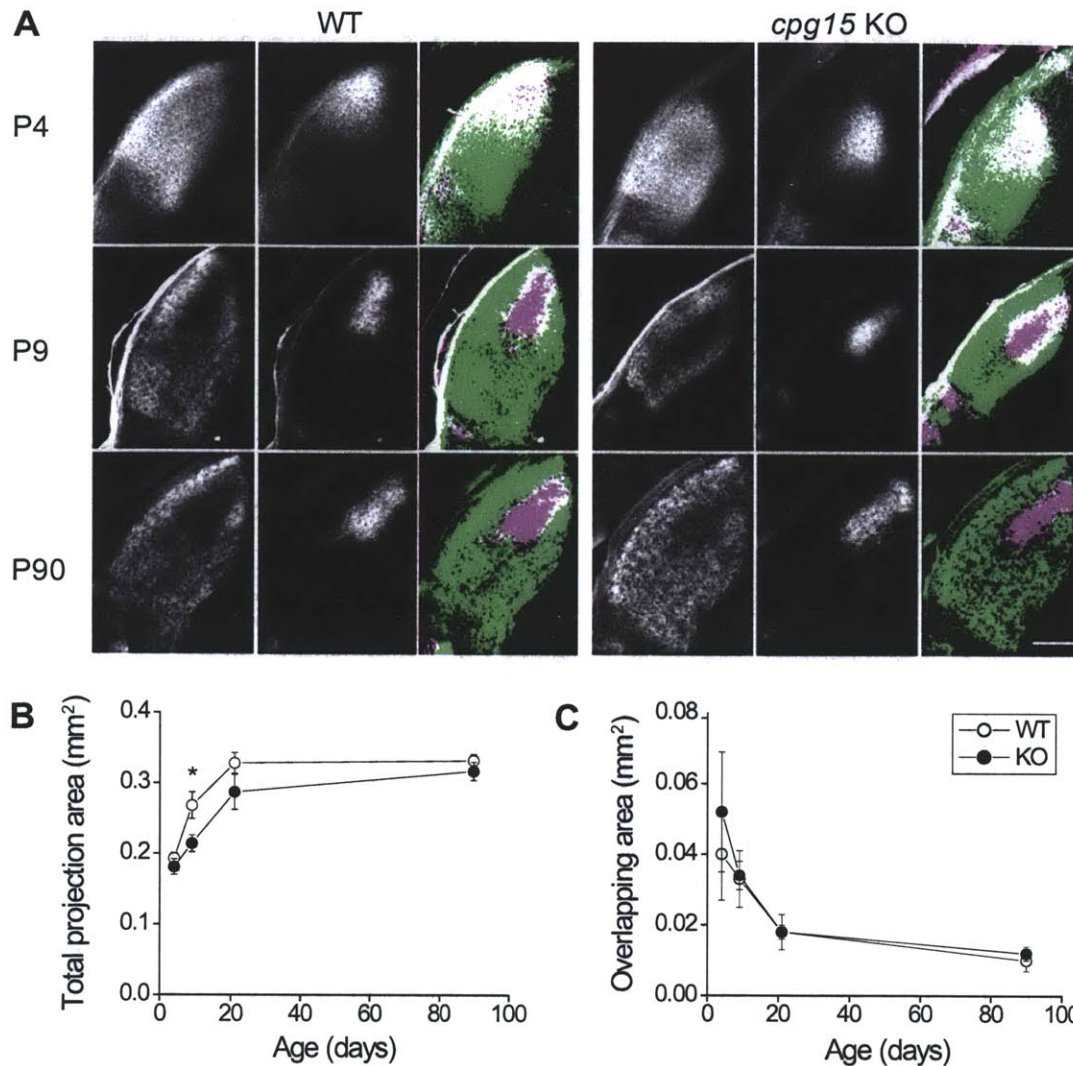 A
WT
cpg15 KO
P4
P9
P90
B
Total projection area (mm²)
0.4
0.3
0.2
0.1
0.0
*
0 20 40 60 80 100
Age (days)
C
Overlapping area (mm²)
0.08
0.06
0.04
0.02
0.00
WT
KO
0 20 40 60 80 100
Age (days)